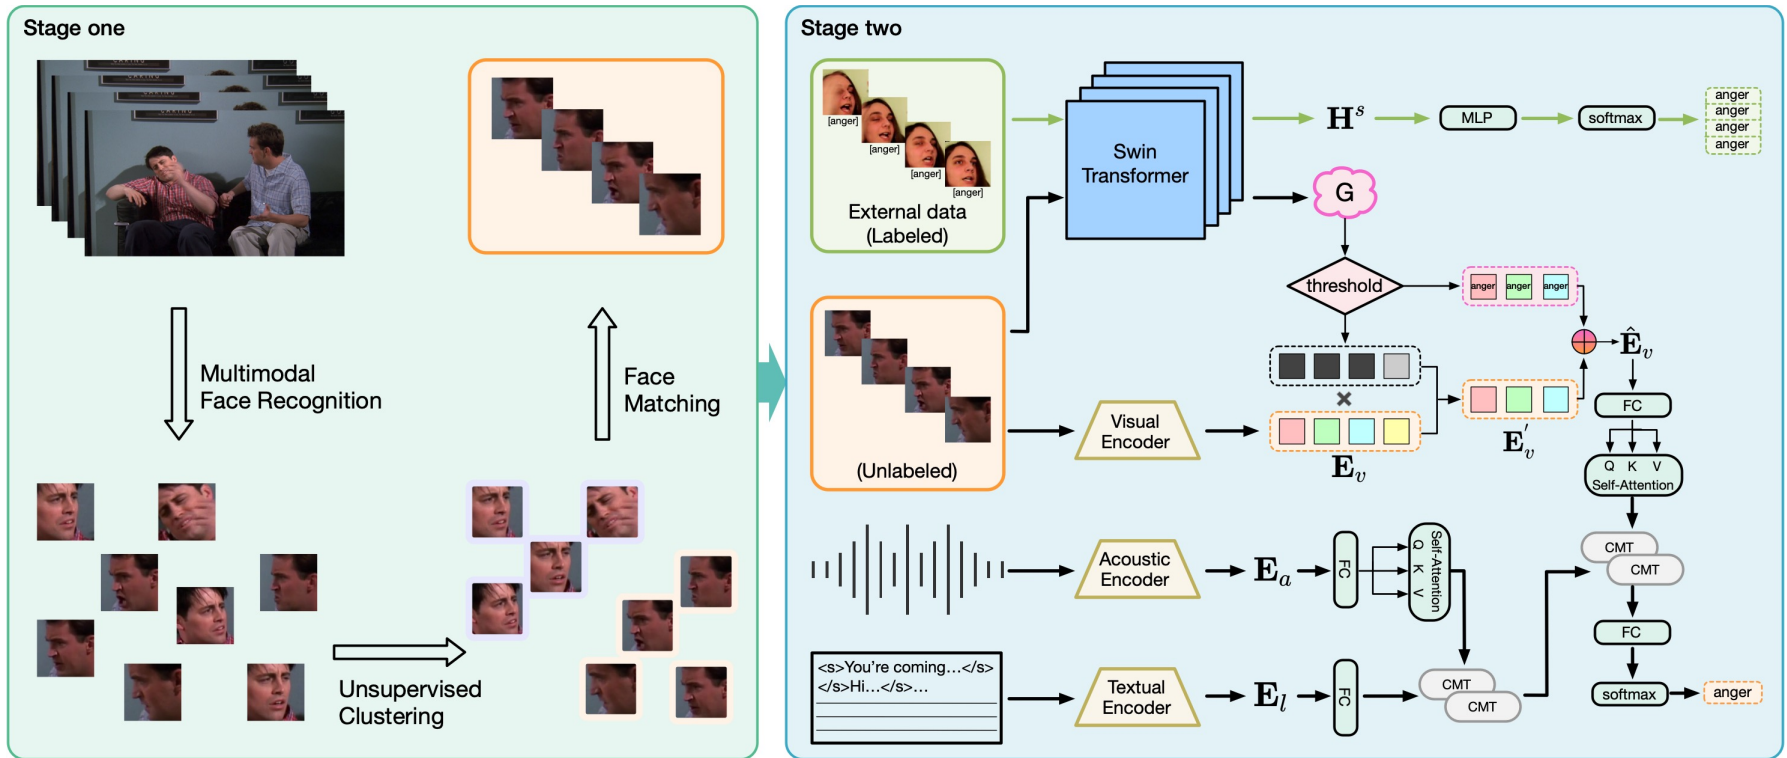 Stage one
Multimodal
Face Recognition
Face
Matching
Unsupervised
Clustering
Stage two
[anger]
[anger]
[anger]
[anger]
External data
(Labeled)
Swin
Transformer
H^s
MLP
softmax
anger
anger
anger
anger
G
threshold
anger anger anger
Ê_v
(Unlabeled)
Visual
Encoder
E_v
E'_v
FC
Q K V
Self-Attention
CMT
CMT
FC
softmax
anger
Acoustic
Encoder
E_a
FC
Q
K
V
Self-Attention
<s>You're coming...</s>
</s>Hi...</s>...
Textual
Encoder
E_l
FC
CMT
CMT